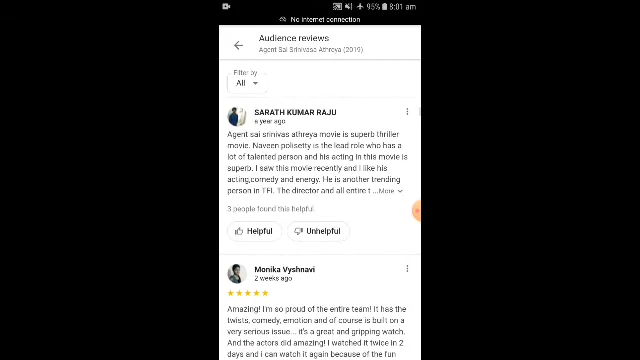 95% 8:01 am
No internet connection
Audience reviews
Agent Sai Srinivasa Athreya (2019)
Filter by
All
SARATH KUMAR RAJU
a year ago
Agent sai srinivas athreya movie is superb thriller
movie. Naveen polisetty is the lead role who has a
lot of talented person and his acting in this movie is
superb. I saw this movie recently and I like his
acting,comedy and energy. He is another trending
person in TFI. The director and all entire t ...More
3 people found this helpful.
Helpful
Unhelpful
Monika Vyshnavi
2 weeks ago
Amazing! I'm so proud of the entire team! It has the
twists, comedy, emotion and of course is built on a
very serious issue... it's a great and gripping watch.
And the actors did amazing! I watched it twice in 2
days and i can watch it again because of the fun